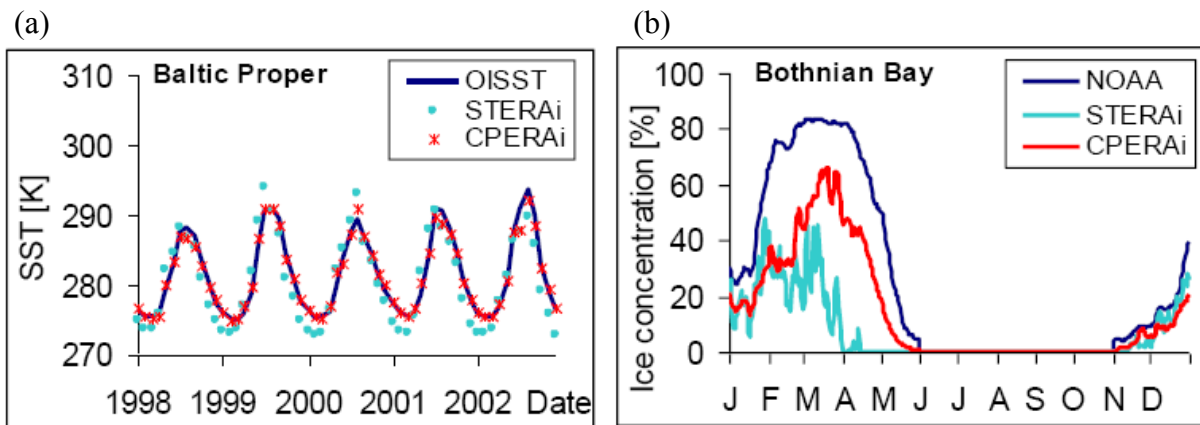 (a)
Baltic Proper
OISST
STERAi
CPERAi
SST [K]
310
300
290
280
270
1998 1999 2000 2001 2002 Date
(b)
Bothnian Bay
NOAA
STERAi
CPERAi
Ice concentration [%]
100
80
60
40
20
0
J F M A M J J A S O N D